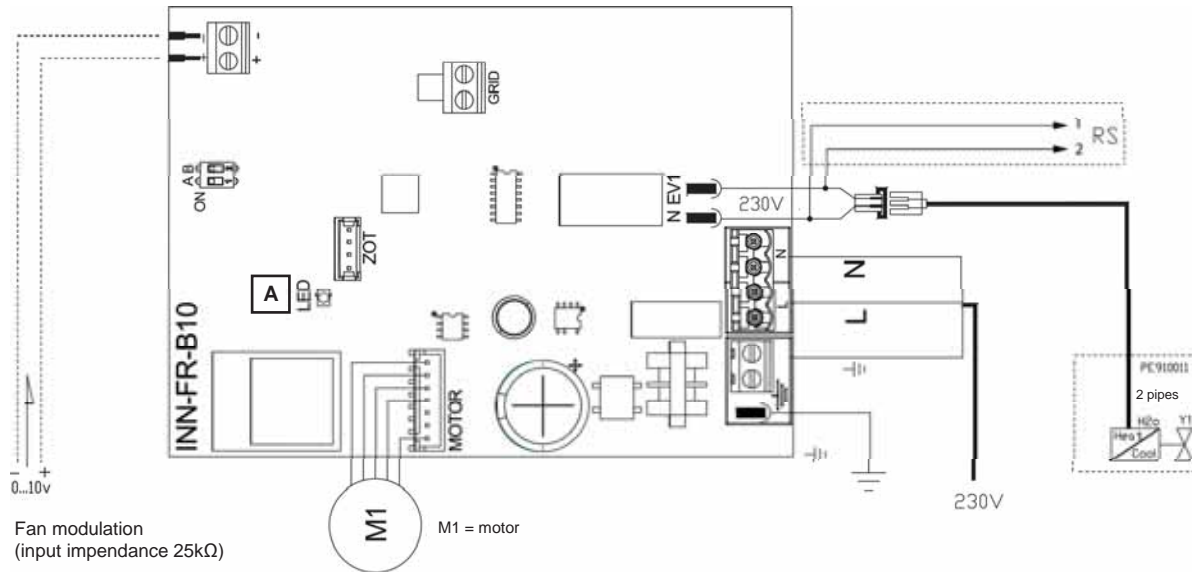 -
+
-
+
GRID
1
2
RS
A B
ON
1
N EV1
230V
ZOT
N
N
L
L
A
LED
INN-FR-B10
MOTOR
+
PE910011
2 pipes
H2o
Y1
Heat
Cool
- +
0...10v
M1
M1 = motor
230V
Fan modulation
(input impendance 25kΩ)